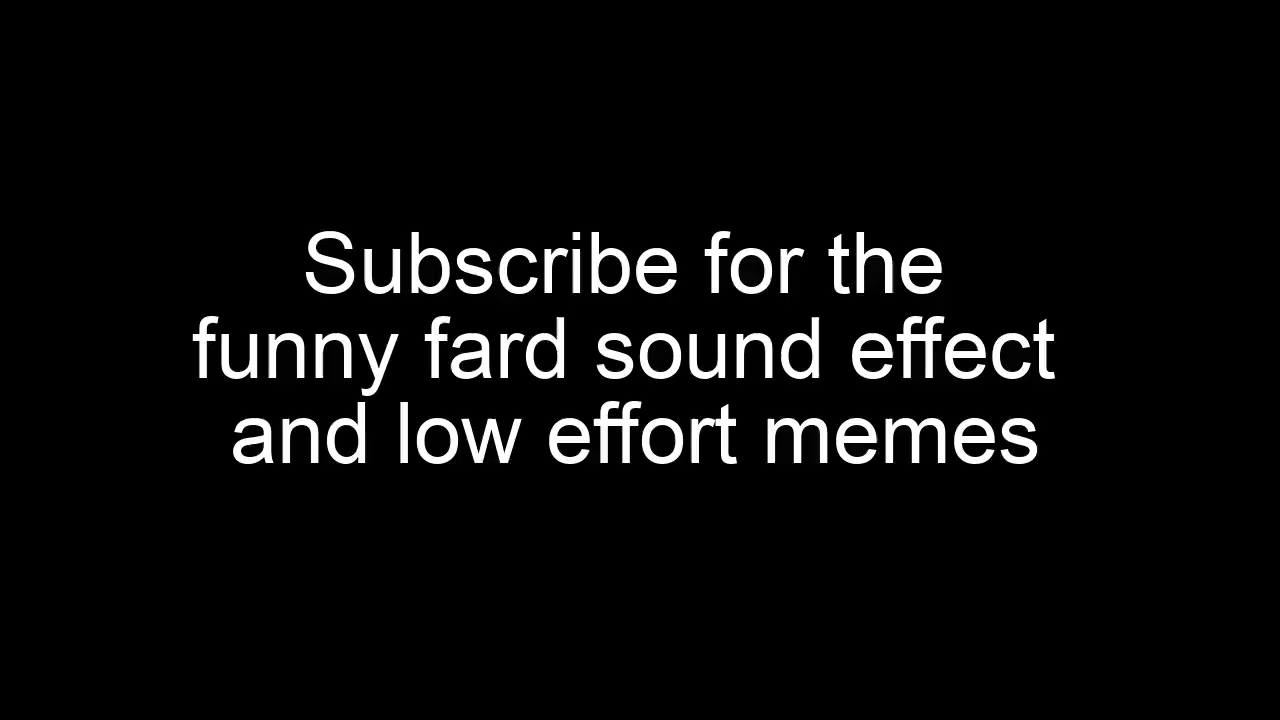 Subscribe for the
funny fard sound effect
and low effort memes